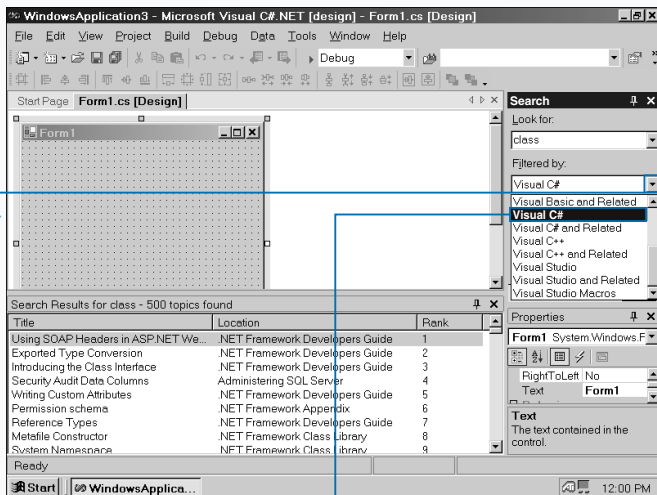 WindowsApplication3 - Microsoft Visual C#.NET [design] - Form1.cs [Design]
File Edit View Project Build Debug Data Tools Window Help
Debug
Start Page Form1.cs [Design]
Form1
Search
Look for:
class
Filtered by:
Visual C#
Visual Basic and Related
Visual C#
Visual C# and Related
Visual C++
Visual C++ and Related
Visual Studio
Visual Studio and Related
Visual Studio Macros
Search Results for class - 500 topics found
Title Location Rank
Using SOAP Headers in ASP.NET We... .NET Framework Developers Guide 1
Exported Type Conversion .NET Framework Developers Guide 2
Introducing the Class Interface .NET Framework Developers Guide 3
Security Audit Data Columns Administering SQL Server 4
Writing Custom Attributes .NET Framework Developers Guide 5
Permission schema .NET Framework Appendix 6
Reference Types .NET Framework Developers Guide 7
Metafile Constructor .NET Framework Class Library 8
System Namespace .NET Framework Class Library 9
Properties
Form1 System.Windows.F
RightToLeft No
Text Form1
Text
The text contained in the
control.
Ready
Start WindowsApplica... 12:00 PM